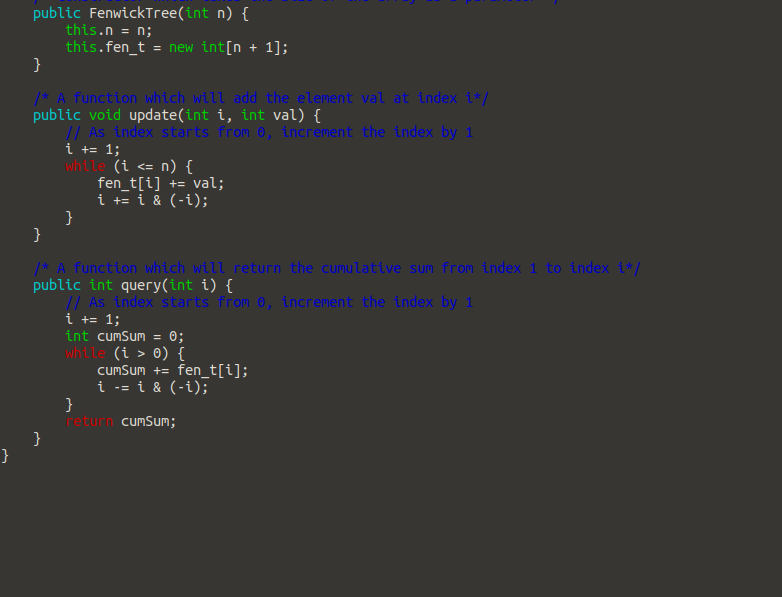 public FenwickTree(int n) {
this.n = n;
this.fen_t = new int[n + 1];
}
/* A function which will add the element val at index i*/
public void update(int i, int val) {
// As index starts from 0, increment the index by 1
i += 1;
while (i <= n) {
fen_t[i] += val;
i += i & (-i);
}
}
/* A function which will return the cumulative sum from index 1 to index i*/
public int query(int i) {
// As index starts from 0, increment the index by 1
i += 1;
int cumSum = 0;
while (i > 0) {
cumSum += fen_t[i];
i -= i & (-i);
}
return cumSum;
}
}